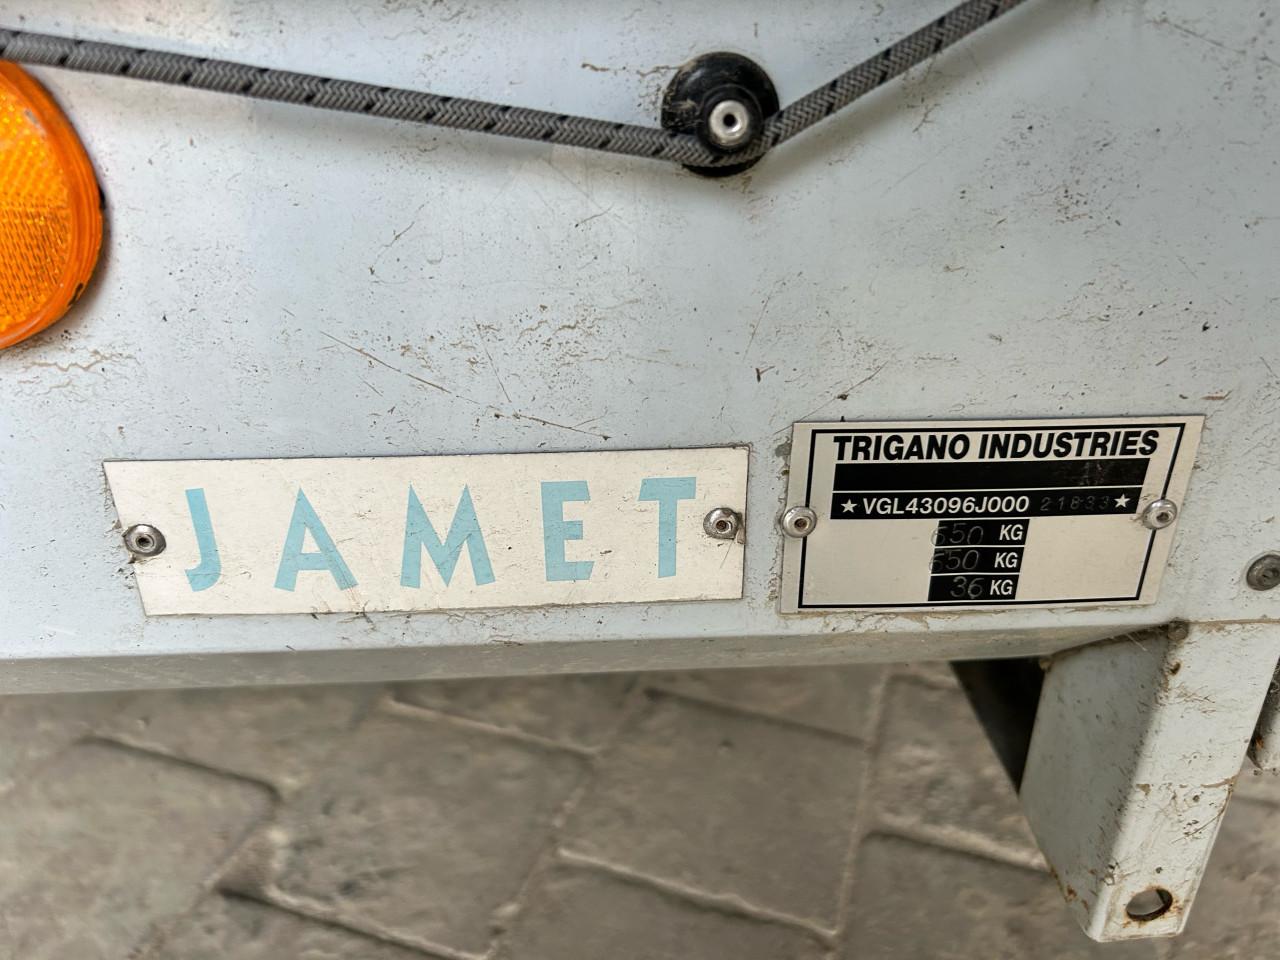 JAMET
TRIGANO INDUSTRIES
★ VGL43096J000 21833 ★
650 KG
650 KG
36 KG